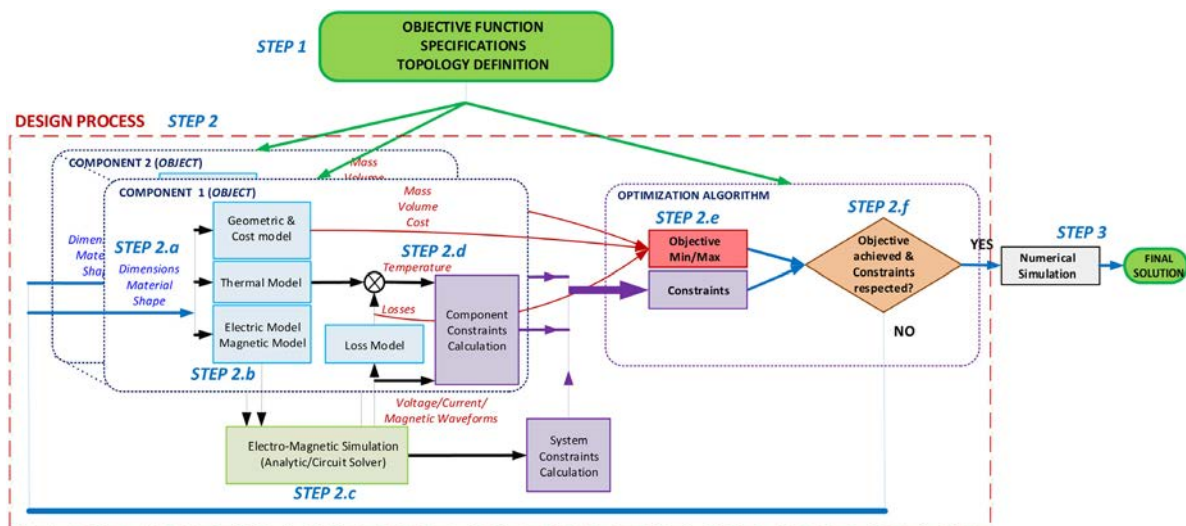 STEP 1
OBJECTIVE FUNCTION
SPECIFICATIONS
TOPOLOGY DEFINITION
DESIGN PROCESS STEP 2
COMPONENT 2 (OBJECT)
Mass
Volume
COMPONENT 1 (OBJECT)
Dimen
Mate
Shap
STEP 2.a
Dimensions
Material
Shape
Geometric &
Cost model
Thermal Model
Electric Model
Magnetic Model
STEP 2.b
Mass
Volume
Cost
STEP 2.d
Temperature
Losses
Loss Model
Component
Constraints
Calculation
Voltage/Current/
Magnetic Waveforms
Electro-Magnetic Simulation
(Analytic/Circuit Solver)
STEP 2.c
System
Constraints
Calculation
OPTIMIZATION ALGORITHM
STEP 2.e
Objective
Min/Max
Constraints
STEP 2.f
Objective
achieved &
Constraints
respected?
YES
NO
STEP 3
Numerical
Simulation
FINAL
SOLUTION